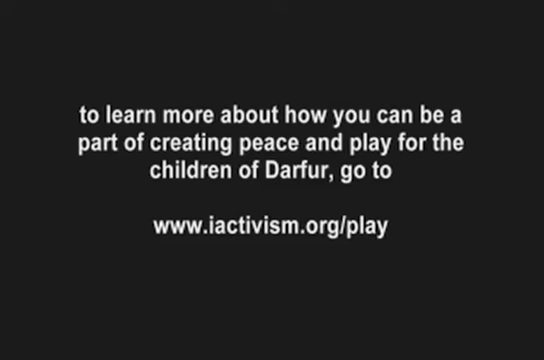 to learn more about how you can be a
part of creating peace and play for the
children of Darfur, go to
www.iactivism.org/play